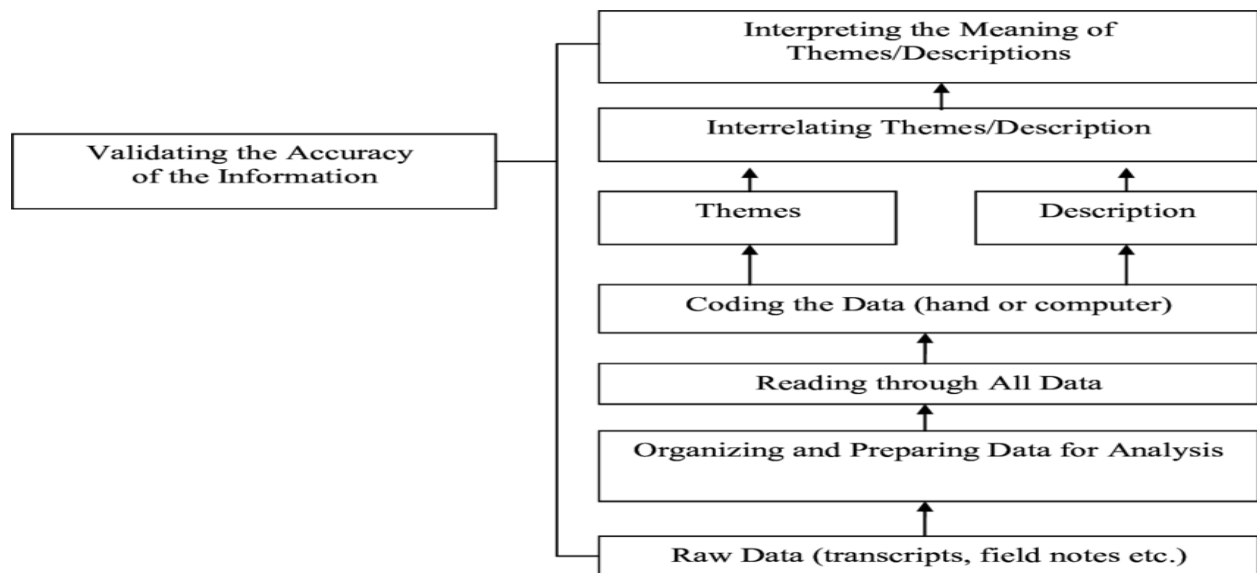 Interpreting the Meaning of
Themes/Descriptions
Interrelating Themes/Description
Validating the Accuracy
of the Information
Themes
Description
Coding the Data (hand or computer)
Reading through All Data
Organizing and Preparing Data for Analysis
Raw Data (transcripts, field notes etc.)